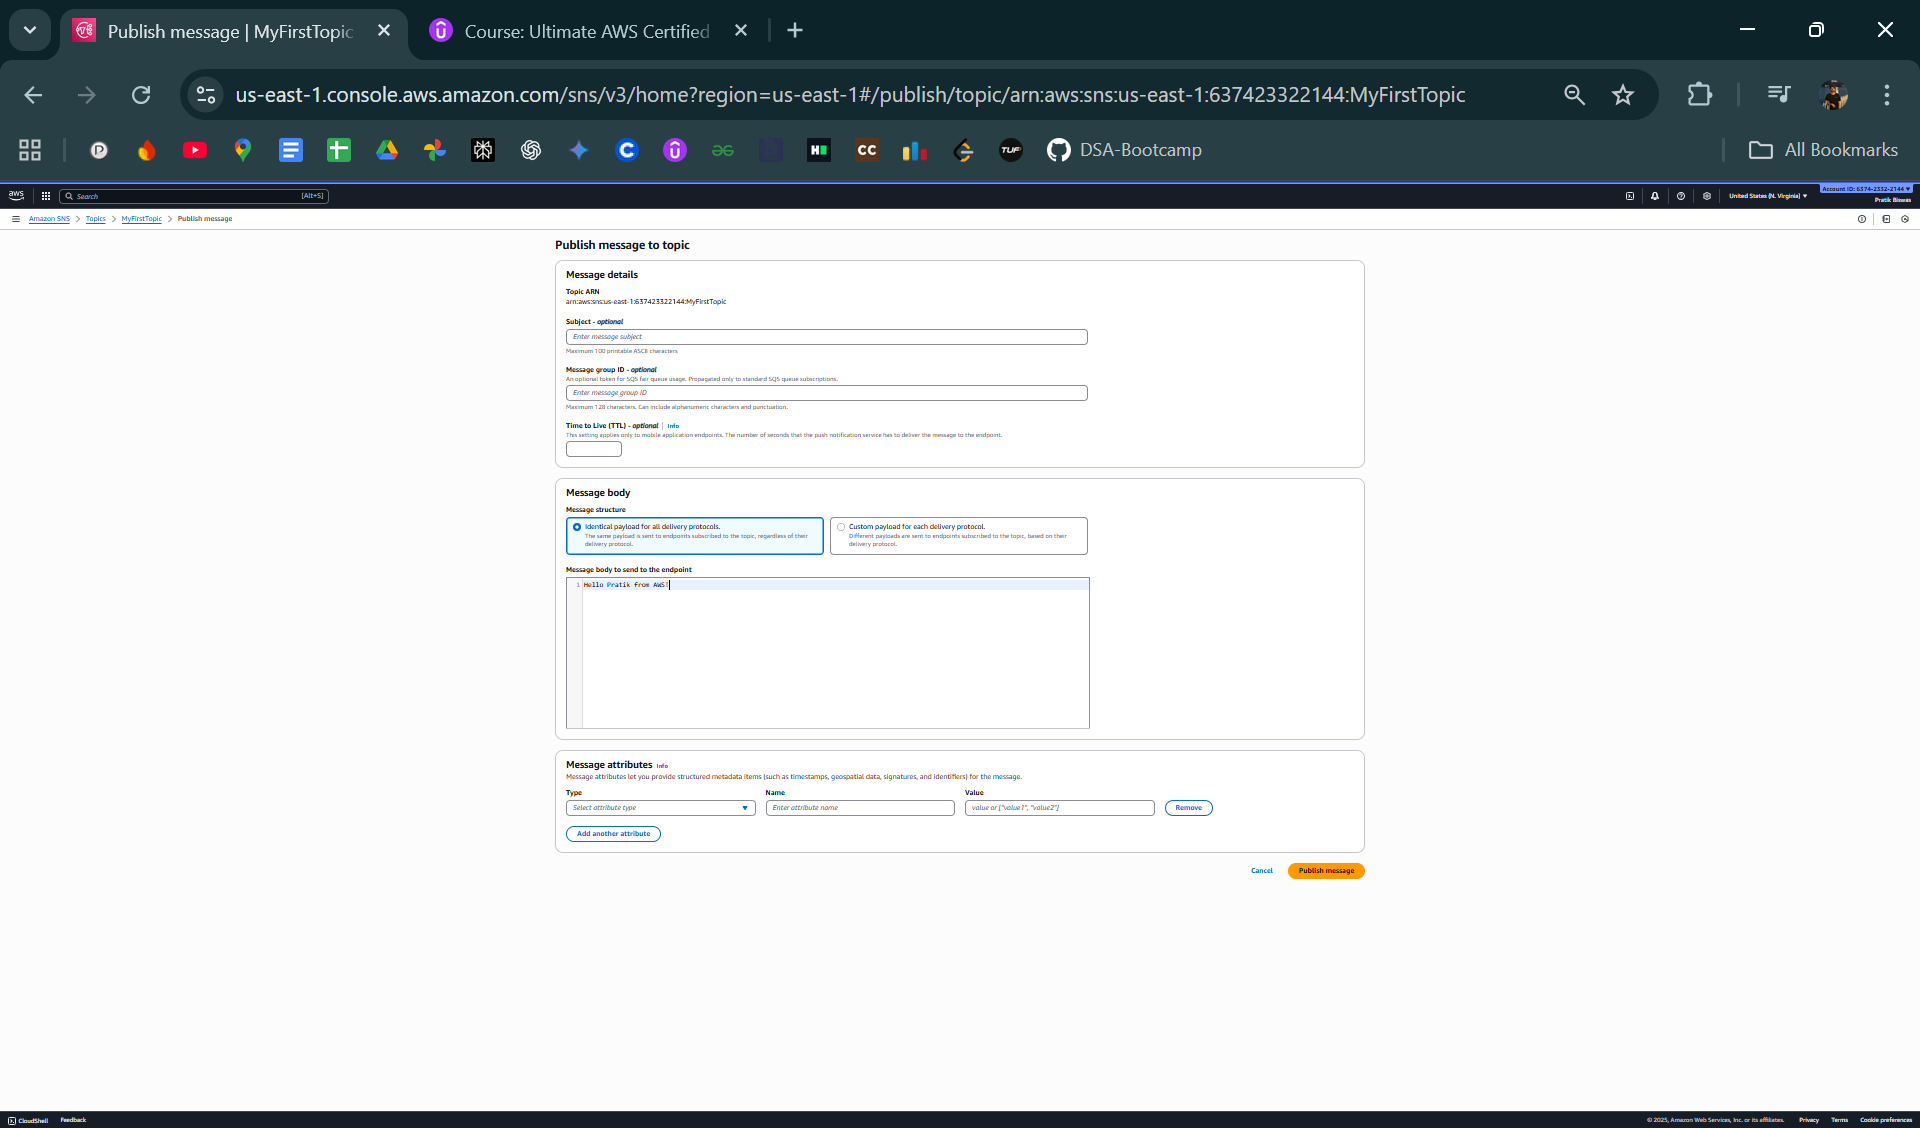 Publish message | MyFirstTopic
Course: Ultimate AWS Certified
us-east-1.console.aws.amazon.com/sns/v3/home?region=us-east-1#/publish/topic/arn:aws:sns:us-east-1:637423322144:MyFirstTopic
DSA-Bootcamp
All Bookmarks
aws
Search
[Alt+S]
United States (N. Virginia)
Account ID: 6374-2332-2144
Pratik Biswas
Amazon SNS > Topics > MyFirstTopic > Publish message
Publish message to topic
Message details
Topic ARN
arn:aws:sns:us-east-1:637423322144:MyFirstTopic
Subject - optional
Enter message subject
Maximum 100 printable ASCII characters
Message group ID - optional
An optional token for SQS fair queue usage. Propagated only to standard SQS queue subscriptions.
Enter message group ID
Maximum 128 characters. Can include alphanumeric characters and punctuation.
Time to Live (TTL) - optional | Info
This setting applies only to mobile application endpoints. The number of seconds that the push notification service has to deliver the message to the endpoint.
Message body
Message structure
Identical payload for all delivery protocols.
The same payload is sent to endpoints subscribed to the topic, regardless of their
delivery protocol.
Custom payload for each delivery protocol.
Different payloads are sent to endpoints subscribed to the topic, based on their
delivery protocol.
Message body to send to the endpoint
1 Hello Pratik from AWS!
Message attributes Info
Message attributes let you provide structured metadata items (such as timestamps, geospatial data, signatures, and identifiers) for the message.
Type
Name
Value
Select attribute type
Enter attribute name
value or ["value1", "value2"]
Remove
Add another attribute
Cancel
Publish message
CloudShell
Feedback
© 2025, Amazon Web Services, Inc. or its affiliates.
Privacy
Terms
Cookie preferences